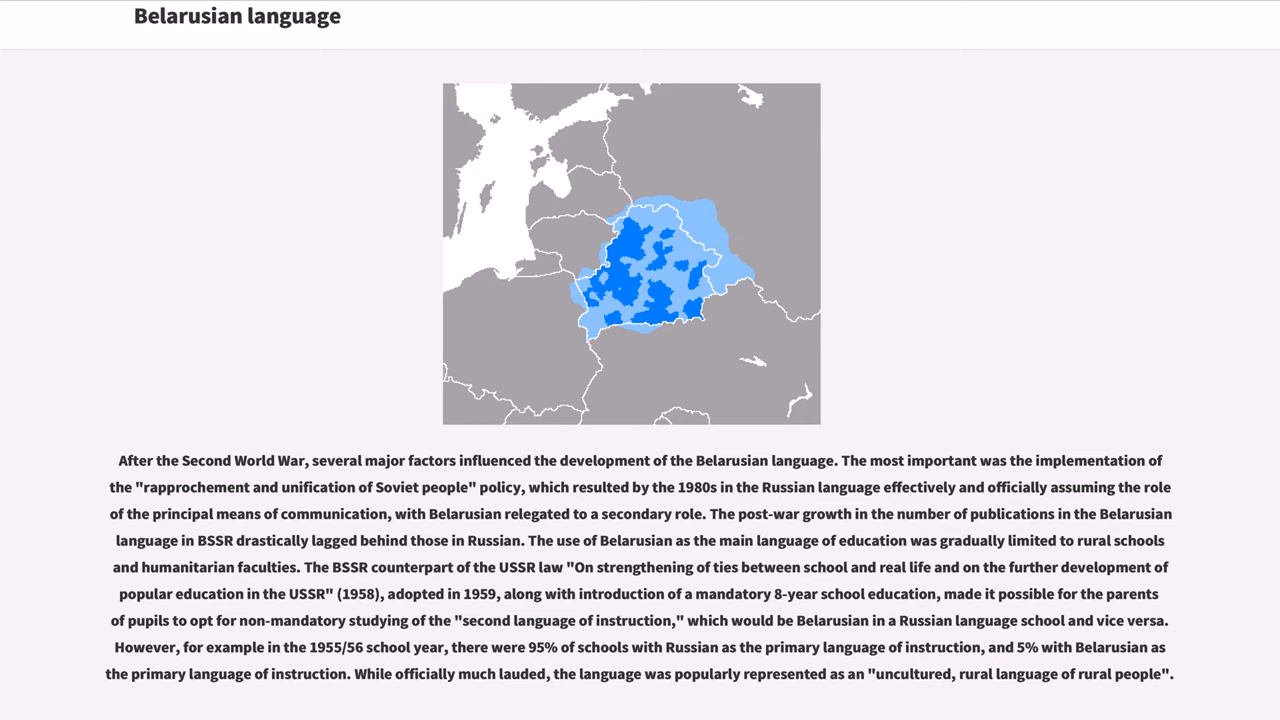 Belarusian language
After the Second World War, several major factors influenced the development of the Belarusian language. The most important was the implementation of
the "rapprochement and unification of Soviet people" policy, which resulted by the 1980s in the Russian language effectively and officially assuming the role
of the principal means of communication, with Belarusian relegated to a secondary role. The post-war growth in the number of publications in the Belarusian
language in BSSR drastically lagged behind those in Russian. The use of Belarusian as the main language of education was gradually limited to rural schools
and humanitarian faculties. The BSSR counterpart of the USSR law "On strengthening of ties between school and real life and on the further development of
popular education in the USSR" (1958), adopted in 1959, along with introduction of a mandatory 8-year school education, made it possible for the parents
of pupils to opt for non-mandatory studying of the "second language of instruction," which would be Belarusian in a Russian language school and vice versa.
However, for example in the 1955/56 school year, there were 95% of schools with Russian as the primary language of instruction, and 5% with Belarusian as
the primary language of instruction. While officially much lauded, the language was popularly represented as an "uncultured, rural language of rural people".